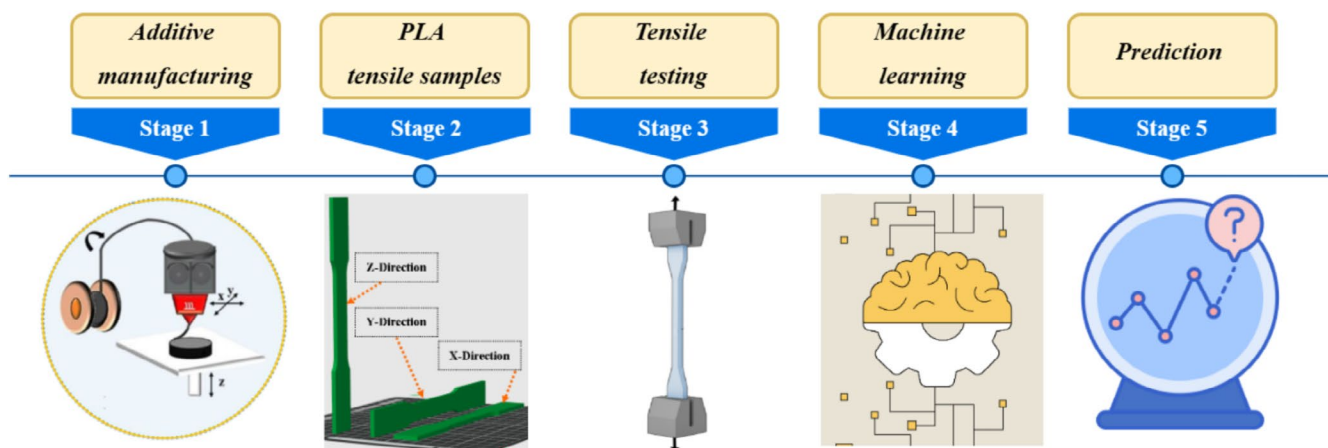 Additive
manufacturing
PLA
tensile samples
Tensile
testing
Machine
learning
Prediction
Stage 1
Stage 2
Stage 3
Stage 4
Stage 5
x
y
z
Z-Direction
Y-Direction
X-Direction
?